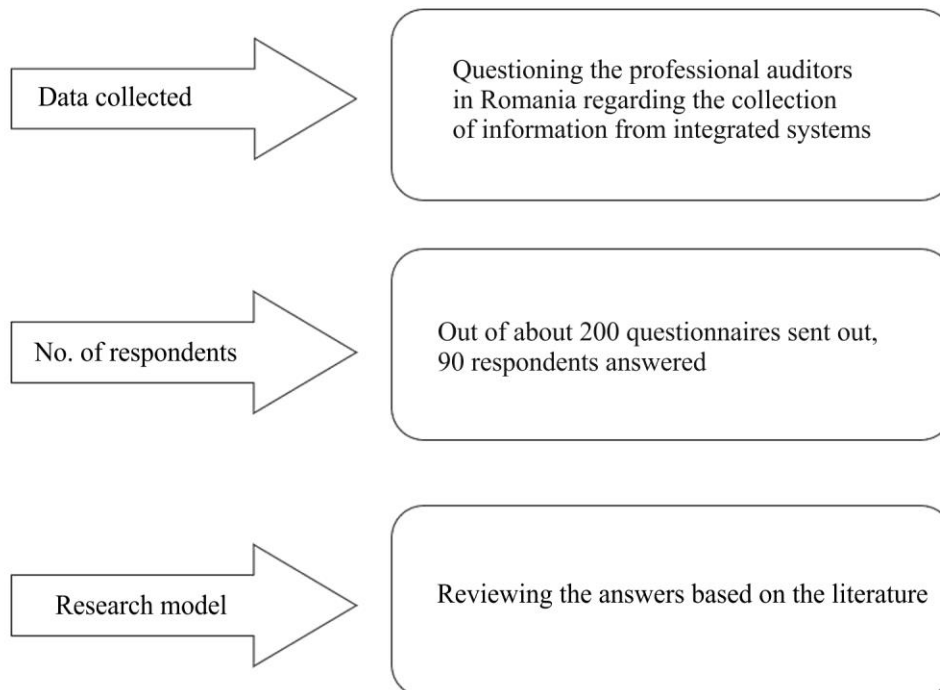 Data collected
Questioning the professional auditors
in Romania regarding the collection
of information from integrated systems
No. of respondents
Out of about 200 questionnaires sent out,
90 respondents answered
Research model
Reviewing the answers based on the literature